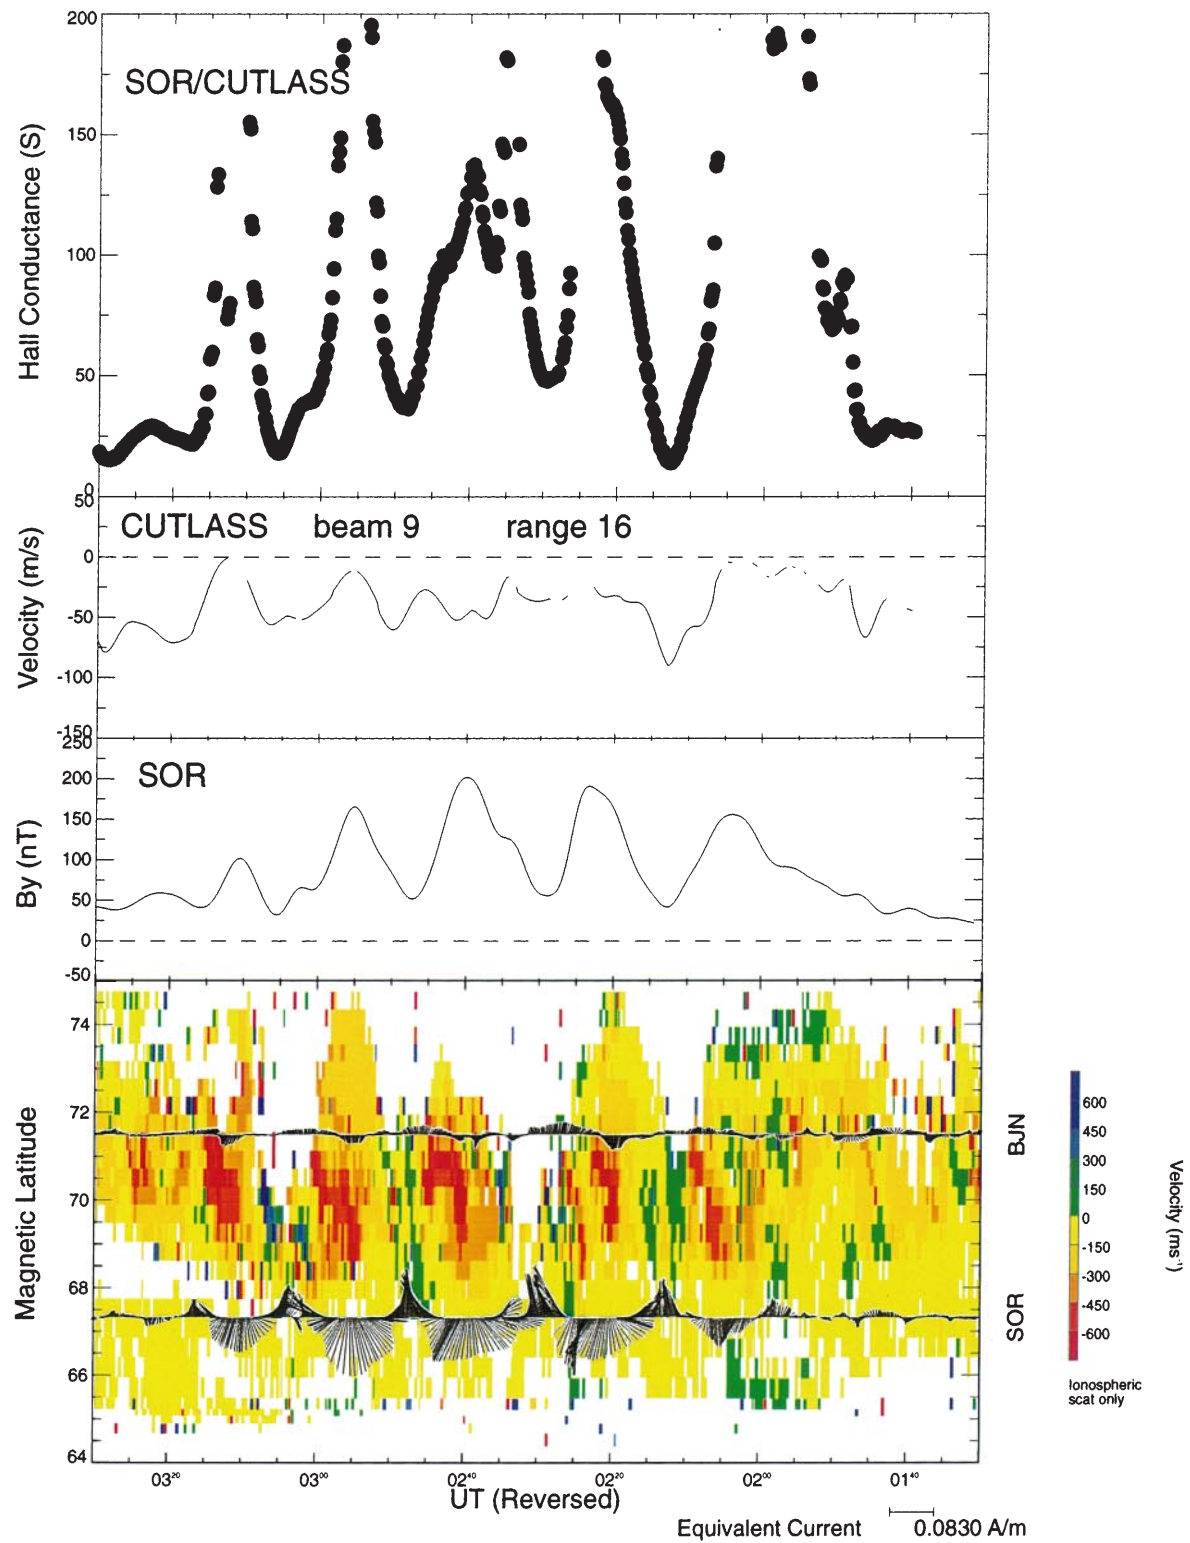 200
SOR/CUTLASS
150
100
50
0
Hall Conductance (S)
50
CUTLASS beam 9 range 16
0
-50
-100
-150
Velocity (m/s)
250
SOR
200
150
100
50
0
-50
By (nT)
74
72
70
68
66
64
Magnetic Latitude
BJN
SOR
600
450
300
150
0
-150
-300
-450
-600
Velocity (ms⁻¹)
Ionospheric
scat only
03²⁰ 03⁰⁰ 02⁴⁰ 02²⁰ 02⁰⁰ 01⁴⁰
UT (Reversed)
Equivalent Current 0.0830 A/m